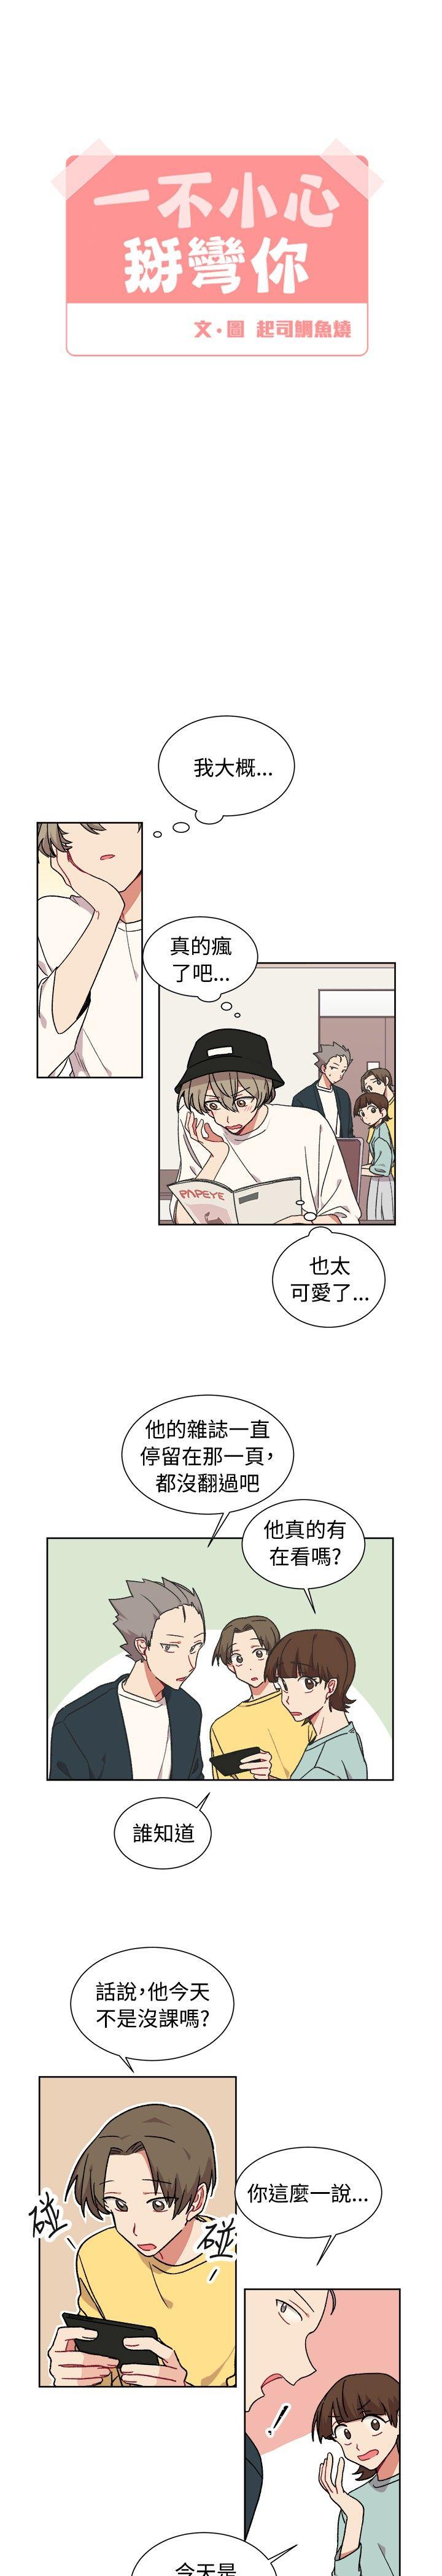 一不小心
掰彎你
文·圖 起司鯛魚燒
我大概...
真的瘋
了吧...
PAPEYE
也太
可愛了...
他的雜誌一直
停留在那一頁,
都沒翻過吧
他真的有
在看嗎?
誰知道
話說,他今天
不是沒課嗎?
碰
碰
你這麼一說...
今天是